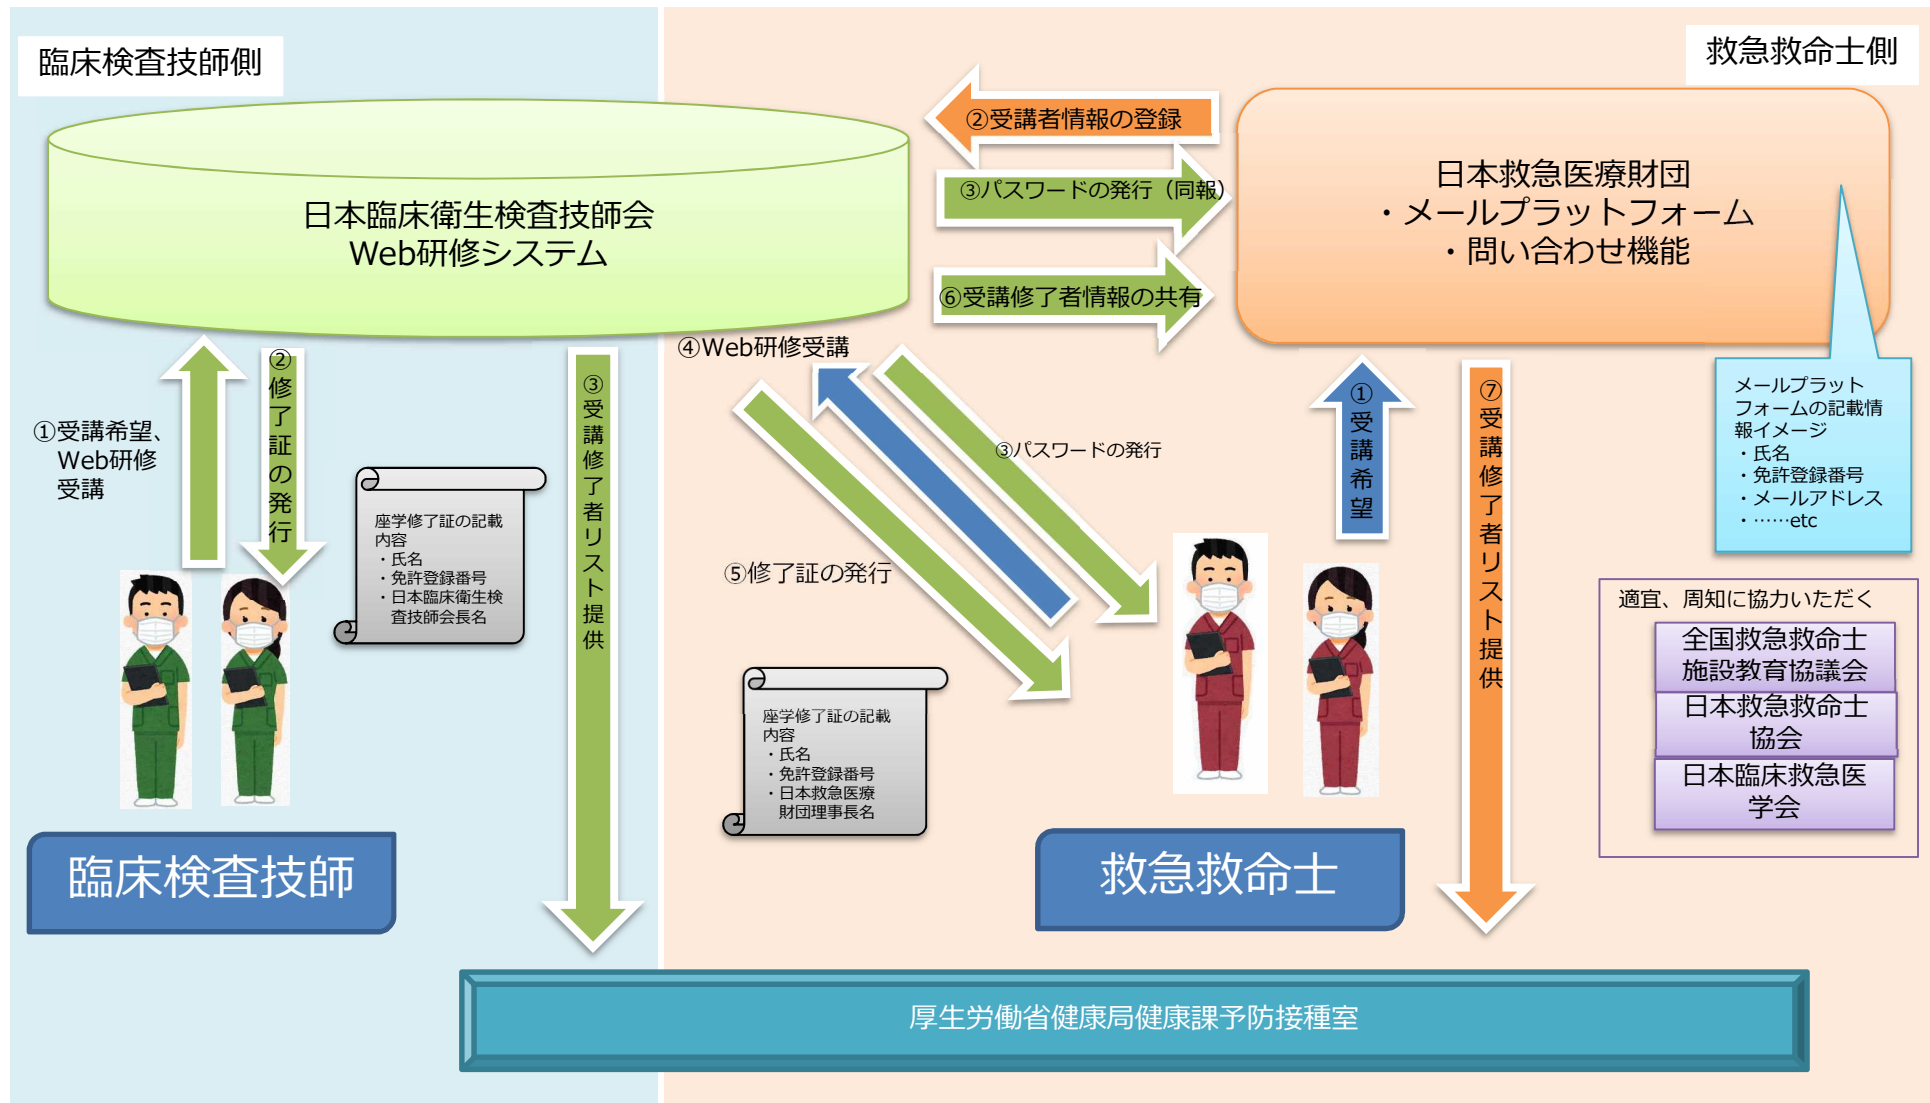 臨床検査技師側
救急救命士側
日本臨床衛生検査技師会
Web研修システム
②受講者情報の登録
③パスワードの発行（同報）
⑥受講修了者情報の共有
日本救急医療財団
・メールプラットフォーム
・問い合わせ機能
①受講希望、
Web研修
受講
②修了証の発行
③受講修了者リスト提供
④Web研修受講
③パスワードの発行
⑤修了証の発行
①受講希望
⑦受講修了者リスト提供
メールプラット
フォームの記載情
報イメージ
・氏名
・免許登録番号
・メールアドレス
・……etc
座学修了証の記載
内容
・氏名
・免許登録番号
・日本臨床衛生検
査技師会長名
座学修了証の記載
内容
・氏名
・免許登録番号
・日本救急医療
財団理事長名
適宜、周知に協力いただく
全国救急救命士
施設教育協議会
日本救急救命士
協会
日本臨床救急医
学会
臨床検査技師
救急救命士
厚生労働省健康局健康課予防接種室